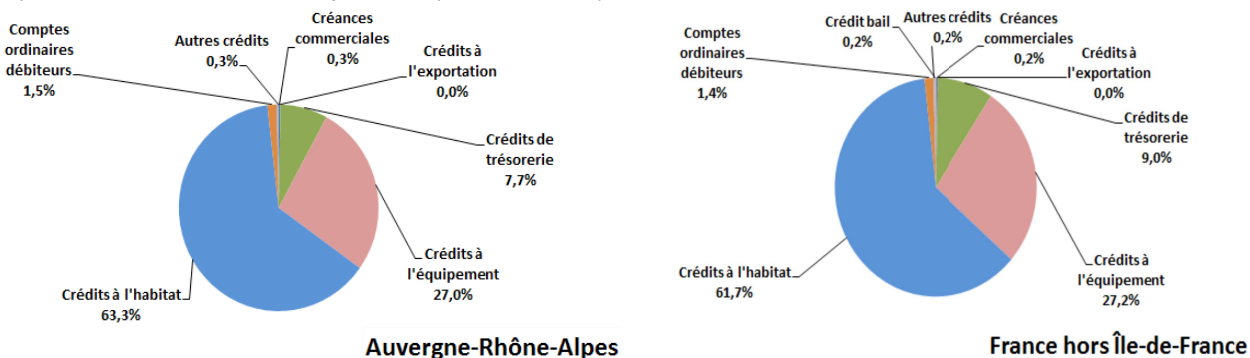 Comptes
ordinaires
débiteurs
1,5%
Autres crédits
0,3%
Créances
commerciales
0,3%
Crédits à
l'exportation
0,0%
Crédits de
trésorerie
7,7%
Crédits à
l'équipement
27,0%
Crédits à l'habitat
63,3%
Auvergne-Rhône-Alpes
Comptes
ordinaires
débiteurs
1,4%
Crédit bail
0,2%
Autres crédits
0,2%
Créances
commerciales
0,2%
Crédits à
l'exportation
0,0%
Crédits de
trésorerie
9,0%
Crédits à
l'équipement
27,2%
Crédits à l'habitat
61,7%
France hors Île-de-France